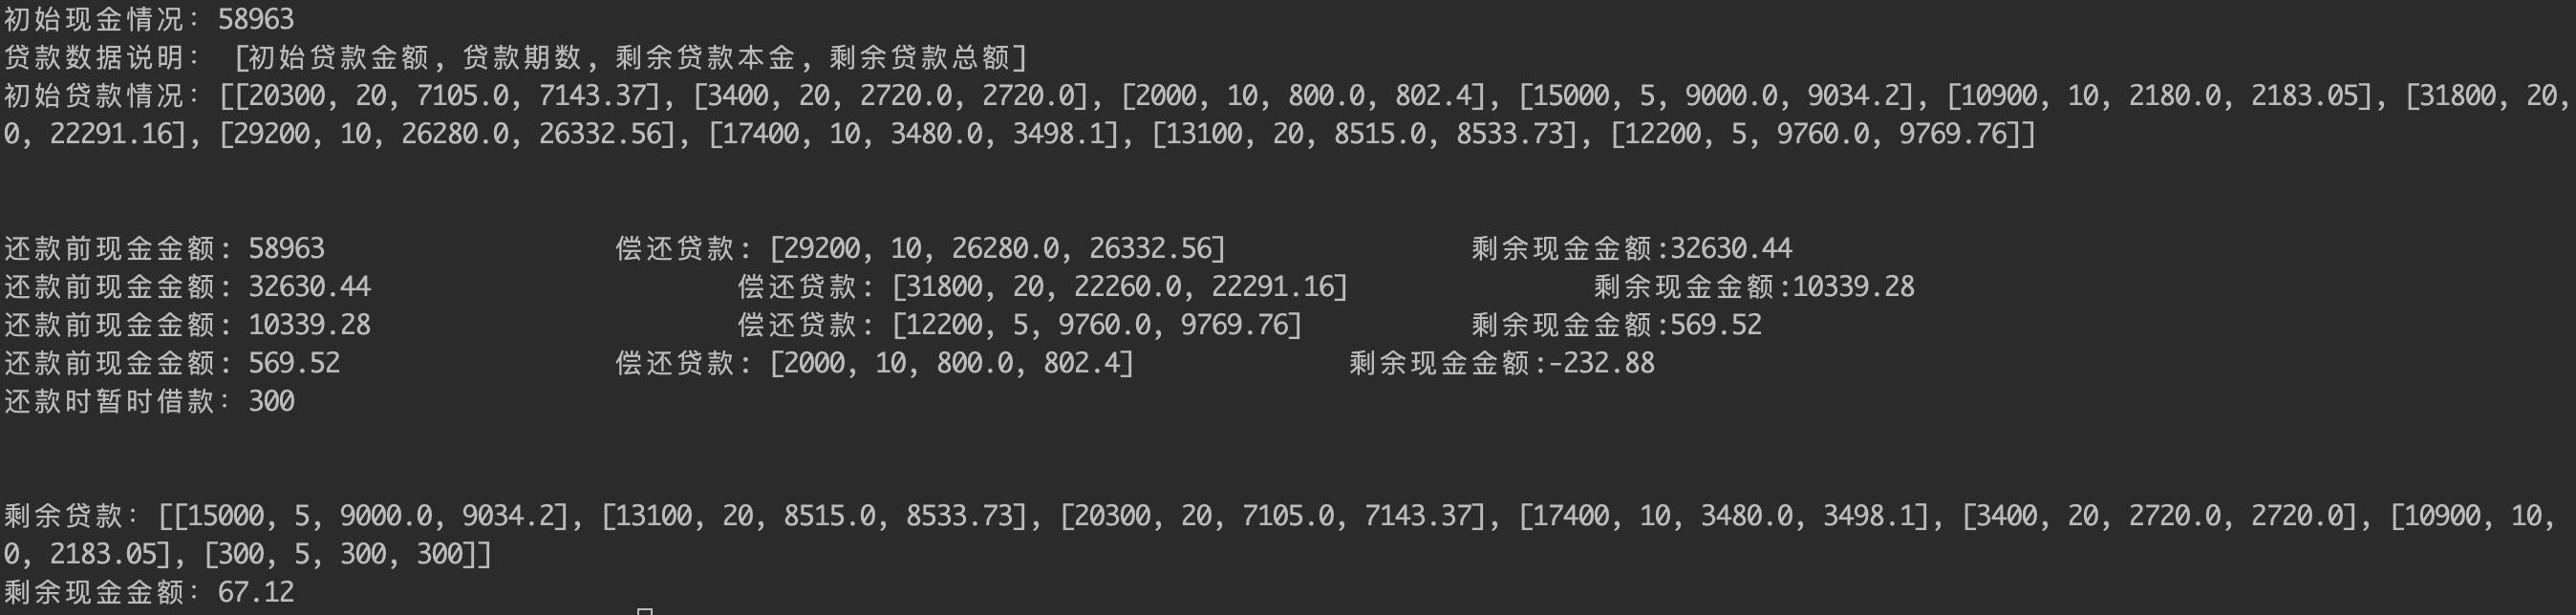 初始现金情况: 58963
贷款数据说明: [初始贷款金额, 贷款期数, 剩余贷款本金, 剩余贷款总额]
初始贷款情况: [[20300, 20, 7105.0, 7143.37], [3400, 20, 2720.0, 2720.0], [2000, 10, 800.0, 802.4], [15000, 5, 9000.0, 9034.2], [10900, 10, 2180.0, 2183.05], [31800, 20,
0, 22291.16], [29200, 10, 26280.0, 26332.56], [17400, 10, 3480.0, 3498.1], [13100, 20, 8515.0, 8533.73], [12200, 5, 9760.0, 9769.76]]
还款前现金金额: 58963 偿还贷款: [29200, 10, 26280.0, 26332.56] 剩余现金金额:32630.44
还款前现金金额: 32630.44 偿还贷款: [31800, 20, 22260.0, 22291.16] 剩余现金金额:10339.28
还款前现金金额: 10339.28 偿还贷款: [12200, 5, 9760.0, 9769.76] 剩余现金金额:569.52
还款前现金金额: 569.52 偿还贷款: [2000, 10, 800.0, 802.4] 剩余现金金额:-232.88
还款时暂时借款: 300
剩余贷款: [[15000, 5, 9000.0, 9034.2], [13100, 20, 8515.0, 8533.73], [20300, 20, 7105.0, 7143.37], [17400, 10, 3480.0, 3498.1], [3400, 20, 2720.0, 2720.0], [10900, 10,
0, 2183.05], [300, 5, 300, 300]]
剩余现金金额: 67.12